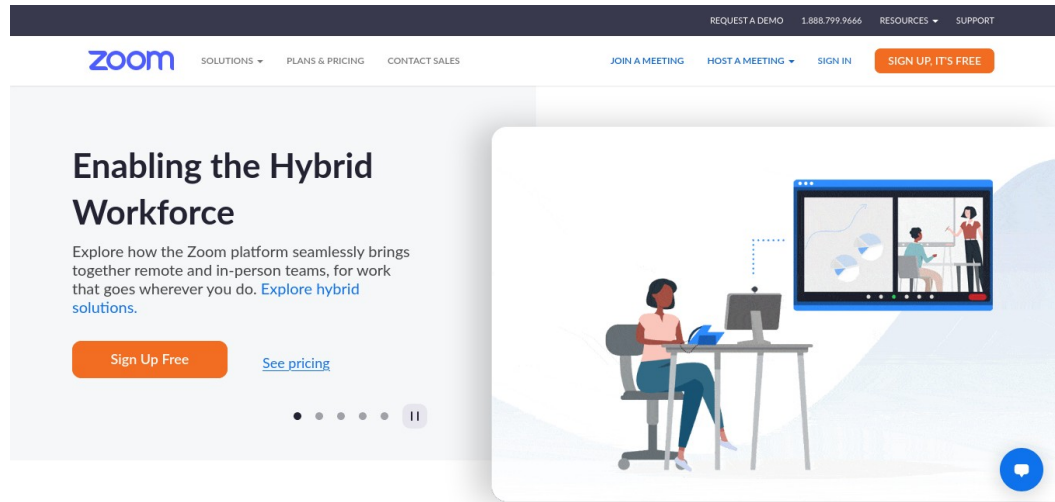 REQUEST A DEMO 1.888.799.9666 RESOURCES SUPPORT
zoom SOLUTIONS PLANS & PRICING CONTACT SALES JOIN A MEETING HOST A MEETING SIGN IN SIGN UP, IT'S FREE
Enabling the Hybrid
Workforce
Explore how the Zoom platform seamlessly brings
together remote and in-person teams, for work
that goes wherever you do. Explore hybrid
solutions.
Sign Up Free See pricing